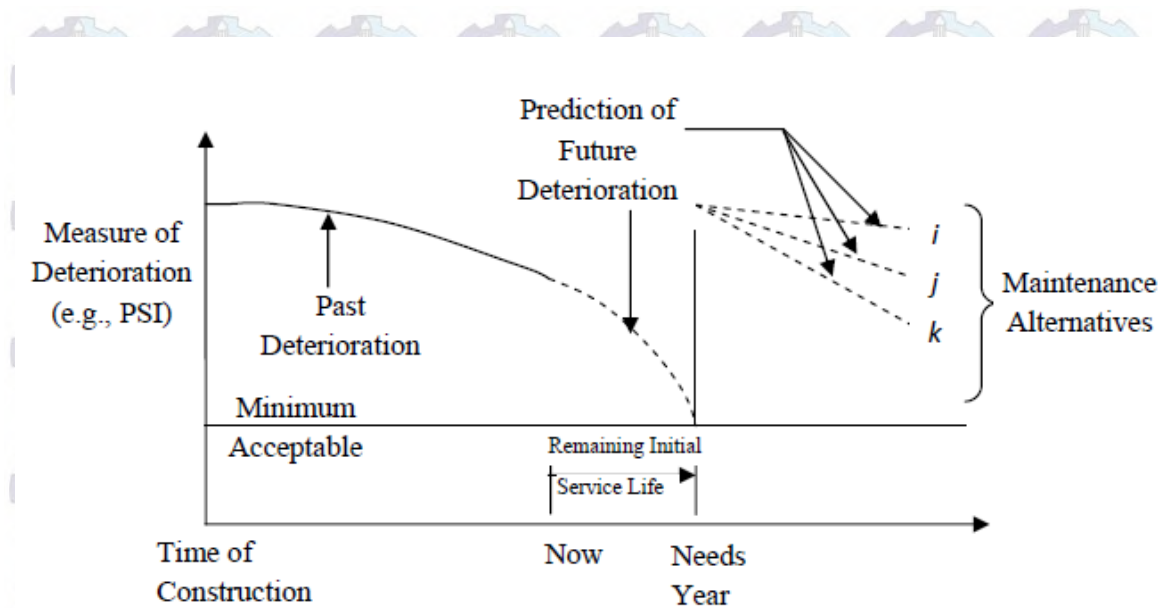 Prediction of
Future
Deterioration
Measure of
Deterioration
(e.g., PSI)
Past
Deterioration
i
j
k
Maintenance
Alternatives
Minimum
Acceptable
Remaining Initial
Service Life
Time of
Construction
Now
Needs
Year